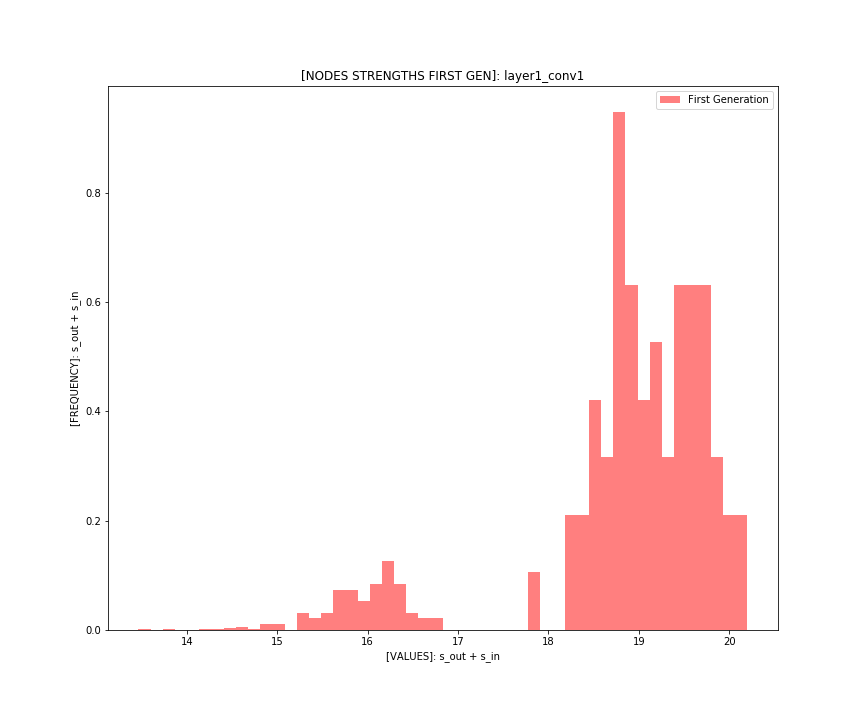 [NODES STRENGTHS FIRST GEN]: layer1_conv1
First Generation
[FREQUENCY]: s_out + s_in
0.8
0.6
0.4
0.2
0.0
14 15 16 17 18 19 20
[VALUES]: s_out + s_in